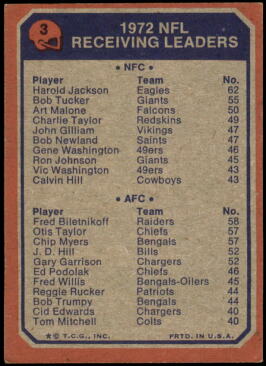 3
1972 NFL
RECEIVING LEADERS
• NFC •
Player Team No.
Harold Jackson Eagles 62
Bob Tucker Giants 55
Art Malone Falcons 50
Charlie Taylor Redskins 49
John Gilliam Vikings 47
Bob Newland Saints 47
Gene Washington 49ers 46
Ron Johnson Giants 45
Vic Washington 49ers 43
Calvin Hill Cowboys 43
• AFC •
Player Team No.
Fred Biletnikoff Raiders 58
Otis Taylor Chiefs 57
Chip Myers Bengals 57
J. D. Hill Bills 52
Gary Garrison Chargers 52
Ed Podolak Chiefs 46
Fred Willis Bengals-Oilers 45
Reggie Rucker Patriots 44
Bob Trumpy Bengals 44
Cid Edwards Chargers 40
Tom Mitchell Colts 40
★ © T.C.G., INC. PRTD. IN U.S.A.